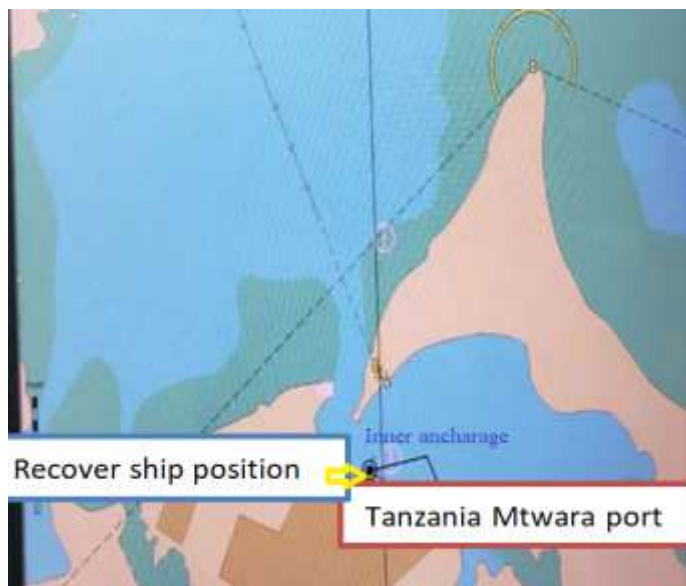 Inner ancharage
Recover ship position
Tanzania Mtwara port